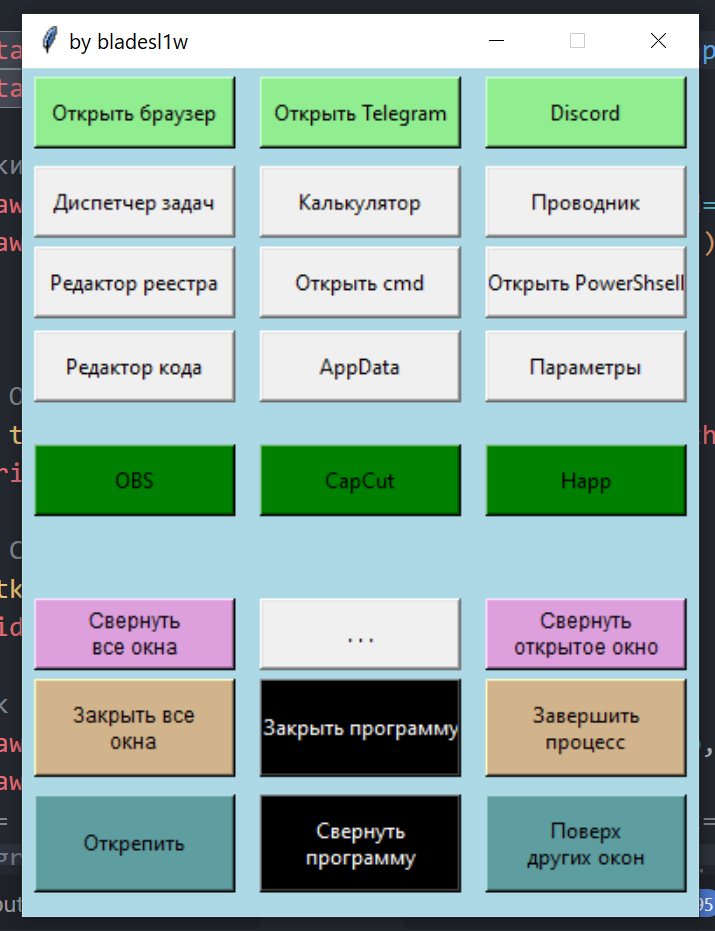 by bladesl1w
Открыть браузер
Открыть Telegram
Discord
Диспетчер задач
Калькулятор
Проводник
Редактор реестра
Открыть cmd
Открыть PowerShsell
Редактор кода
AppData
Параметры
OBS
CapCut
Happ
Свернуть
все окна
...
Свернуть
открытое окно
Закрыть все
окна
Закрыть программу
Завершить
процесс
Открепить
Свернуть
программу
Поверх
других окон